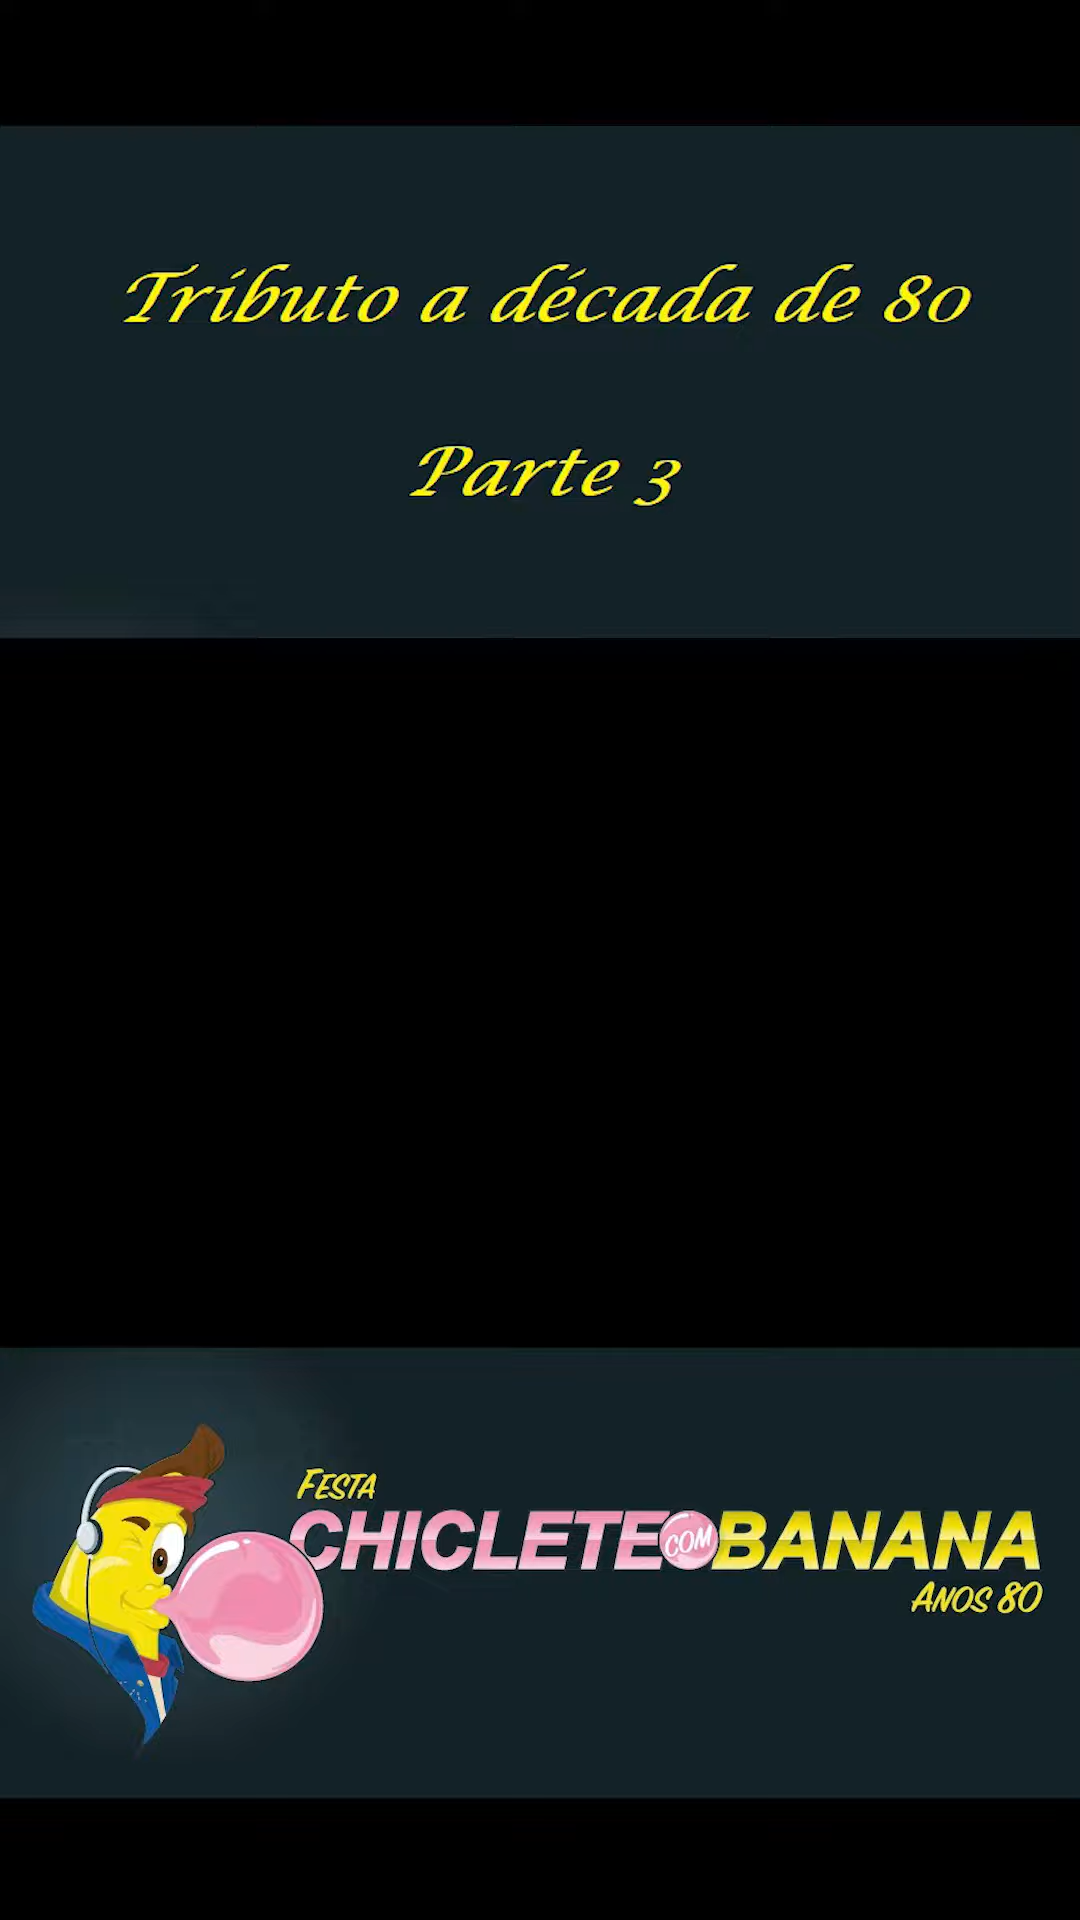 Tributo a década de 80
Parte 3
FESTA
CHICLETE COM BANANA
ANOS 80